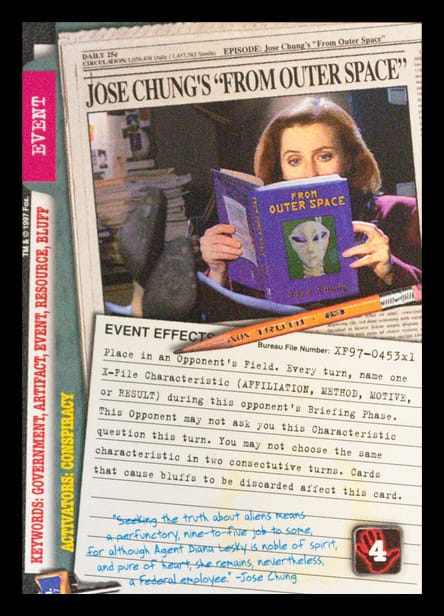 DAILY 25¢
CIRCULATION: Daily / Sunday
EPISODE: Jose Chung's "From Outer Space"
JOSE CHUNG'S "FROM OUTER SPACE"
EVENT
TM & © 1997 Fox.
KEYWORDS: GOVERNMENT, ARTIFACT, EVENT, RESOURCE, BLUFF
ACTIVATORS: CONSPIRACY
FROM
OUTER SPACE
Jose Chung
TRUTH
EVENT EFFECTS
Bureau File Number: XF97-0453x1
Place in an Opponent's Field. Every turn, name one
X-File Characteristic (AFFILIATION, METHOD, MOTIVE,
or RESULT) during this opponent's Briefing Phase.
This Opponent may not ask you this Characteristic
question this turn. You may not choose the same
characteristic in two consectutive turns. Cards
that cause bluffs to be discarded affect this card.
"Seeking the truth about aliens means
a perfunctory, nine-to-five job to some,
for although Agent Diana Lesky is noble of spirit,
and pure of heart, she remains, nevertheless,
a federal employee." -Jose Chung
4